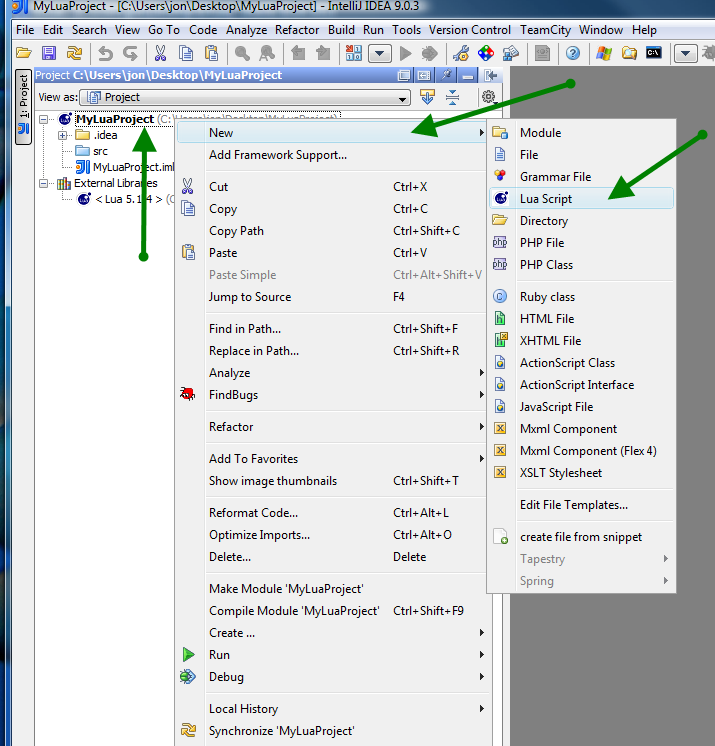 MyLuaProject - [C:\Users\jon\Desktop\MyLuaProject] - IntelliJ IDEA 9.0.3
File Edit Search View Go To Code Analyze Refactor Build Run Tools Version Control TeamCity Window Help
1: Project
Project C:\Users\jon\Desktop\MyLuaProject
View as: Project
MyLuaProject
.idea
src
MyLuaProject.iml
External Libraries
< Lua 5.1.4 >
New
Add Framework Support...
Cut Ctrl+X
Copy Ctrl+C
Copy Path Ctrl+Shift+C
Paste Ctrl+V
Paste Simple Ctrl+Alt+Shift+V
Jump to Source F4
Find in Path... Ctrl+Shift+F
Replace in Path... Ctrl+Shift+R
Analyze
FindBugs
Refactor
Add To Favorites
Show image thumbnails Ctrl+Shift+T
Reformat Code... Ctrl+Alt+L
Optimize Imports... Ctrl+Alt+O
Delete... Delete
Make Module 'MyLuaProject'
Compile Module 'MyLuaProject' Ctrl+Shift+F9
Create ...
Run
Debug
Local History
Synchronize 'MyLuaProject'
Module
File
Grammar File
Lua Script
Directory
PHP File
PHP Class
Ruby class
HTML File
XHTML File
ActionScript Class
ActionScript Interface
JavaScript File
Mxml Component
Mxml Component (Flex 4)
XSLT Stylesheet
Edit File Templates...
create file from snippet
Tapestry
Spring